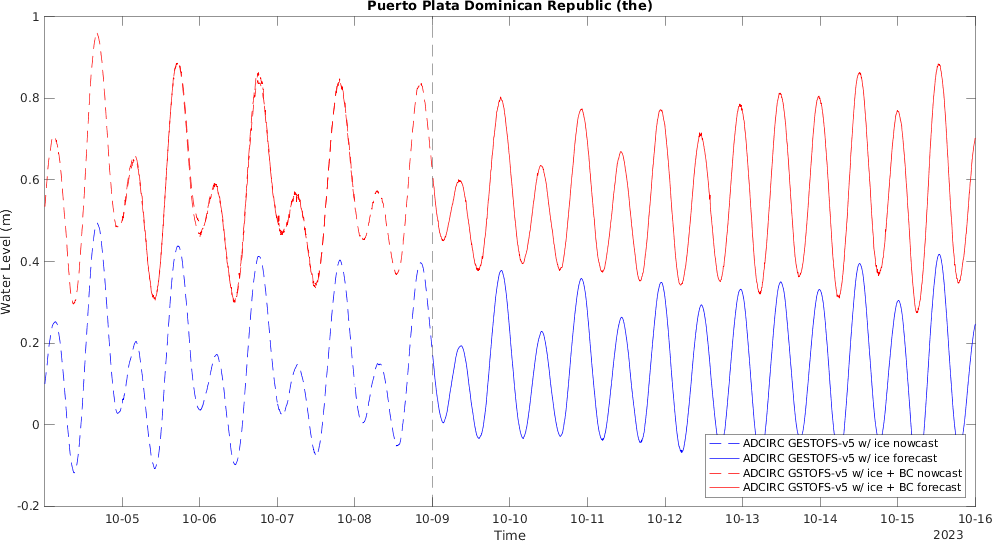 Puerto Plata Dominican Republic (the)
1
0.8
0.6
0.4
0.2
0
-0.2
Water Level (m)
ADCIRC GESTOFS-v5 w/ ice nowcast
ADCIRC GESTOFS-v5 w/ ice forecast
ADCIRC GSTOFS-v5 w/ ice + BC nowcast
ADCIRC GSTOFS-v5 w/ ice + BC forecast
10-05 10-06 10-07 10-08 10-09 10-10 10-11 10-12 10-13 10-14 10-15 10-16
Time
2023